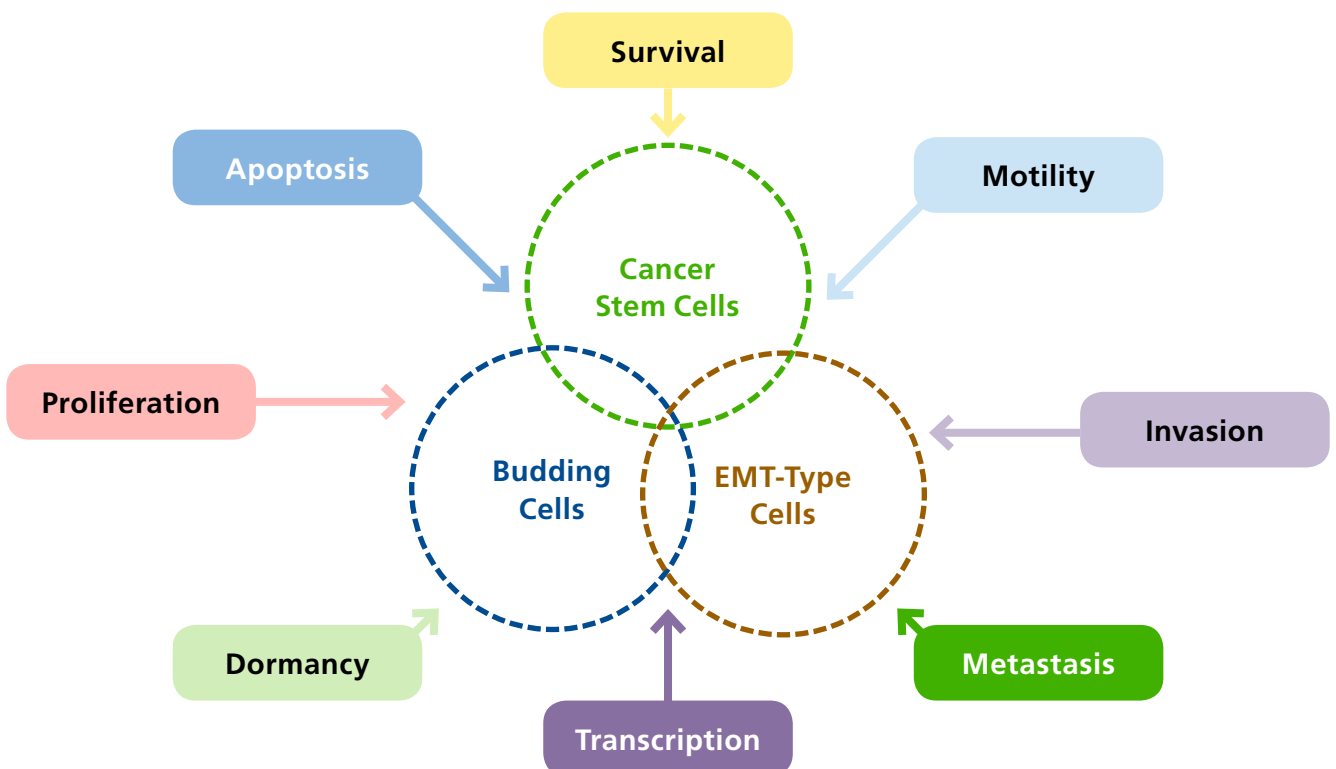 Survival
Apoptosis
Motility
Cancer
Stem Cells
Proliferation
Invasion
Budding
Cells
EMT-Type
Cells
Dormancy
Metastasis
Transcription